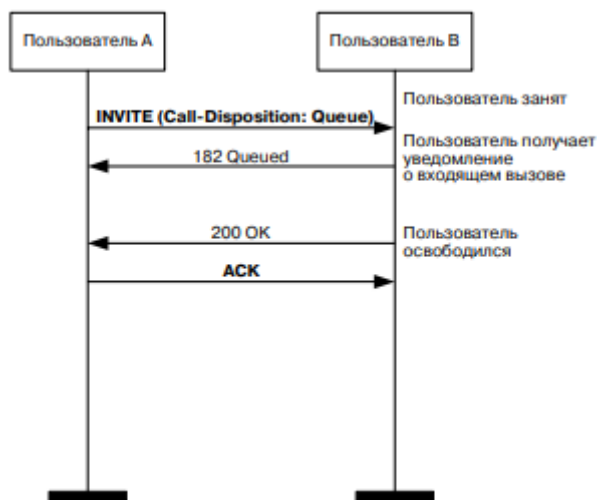 Пользователь А
Пользователь В
Пользователь занят
INVITE (Call-Disposition: Queue)
Пользователь получает
уведомление
о входящем вызове
182 Queued
200 OK
Пользователь
освободился
ACK